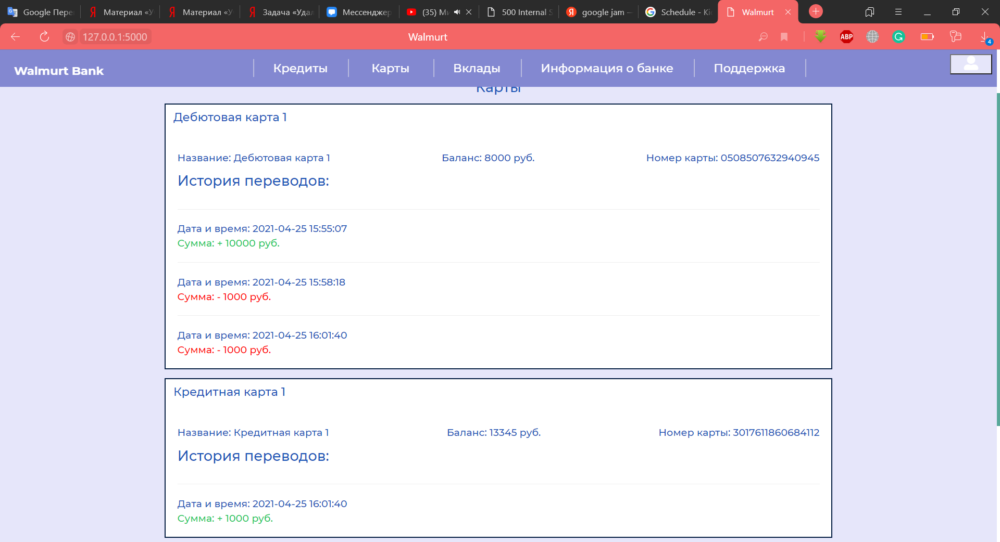 Google Пере
Материал «У
Материал «У
Задача «Удал
Мессенджер
(35) Ми
500 Internal S
google jam –
Schedule - Kic
Walmurt
127.0.0.1:5000
Walmurt
ABP
4
Walmurt Bank
Кредиты
Карты
Вклады
Информация о банке
Поддержка
Карты
Дебютовая карта 1
Название: Дебютовая карта 1
Баланс: 8000 руб.
Номер карты: 0508507632940945
История переводов:
Дата и время: 2021-04-25 15:55:07
Сумма: + 10000 руб.
Дата и время: 2021-04-25 15:58:18
Сумма: - 1000 руб.
Дата и время: 2021-04-25 16:01:40
Сумма: - 1000 руб.
Кредитная карта 1
Название: Кредитная карта 1
Баланс: 13345 руб.
Номер карты: 3017611860684112
История переводов:
Дата и время: 2021-04-25 16:01:40
Сумма: + 1000 руб.